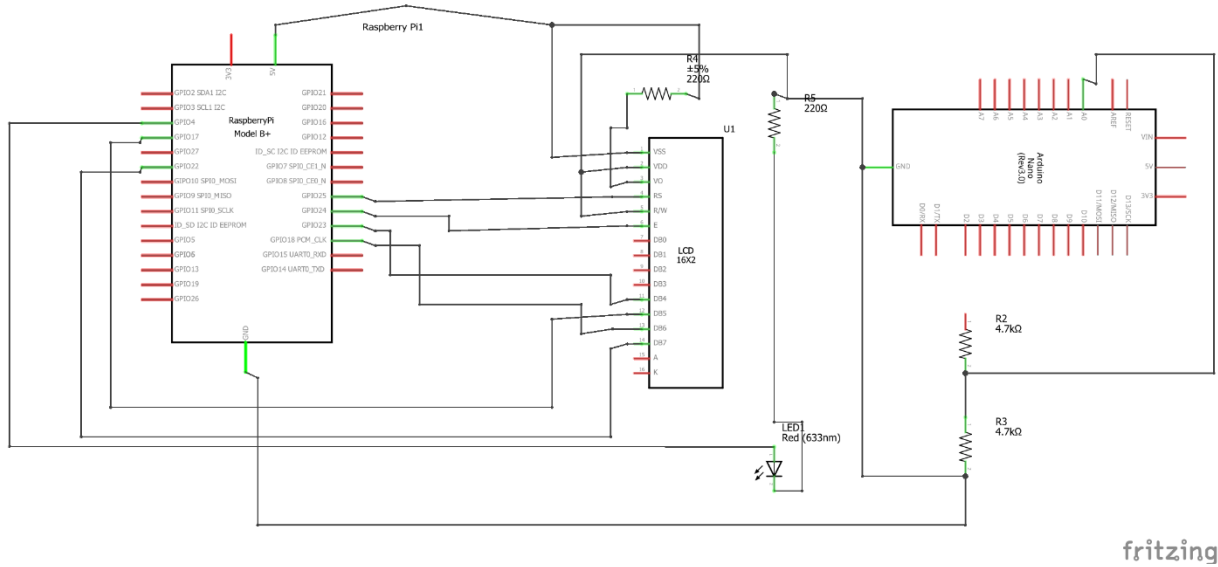 Raspberry Pi1
3V3
5V
GPIO2 SDA1 I2C
GPIO3 SCL1 I2C
GPIO4
GPIO17
GPIO27
GPIO22
GPIO10 SPI0_MOSI
GPIO9 SPI0_MISO
GPIO11 SPI0_SCLK
ID_SD I2C ID EEPROM
GPIO5
GPIO6
GPIO13
GPIO19
GPIO26
RaspberryPi
Model B+
GPIO21
GPIO20
GPIO16
GPIO12
ID_SC I2C ID EEPROM
GPIO7 SPI0_CE1_N
GPIO8 SPI0_CE0_N
GPIO25
GPIO24
GPIO23
GPIO18 PCM_CLK
GPIO15 UART0_RXD
GPIO14 UART0_TXD
GND
R4
±5%
220Ω
R5
220Ω
U1
VSS
VDD
VO
RS
R/W
E
DB0
DB1
DB2
DB3
DB4
DB5
DB6
DB7
A
K
LCD
16X2
LED1
Red (633nm)
A7
A6
A5
A4
A3
A2
A1
A0
AREF
RESET
GND
Arduino
Nano
(Rev3.0)
VIN
5V
3V3
D0/RX
D1/TX
D2
D3
D4
D5
D6
D7
D8
D9
D10
D11/MOSI
D12/MISO
D13/SCK
R2
4.7kΩ
R3
4.7kΩ
fritzing